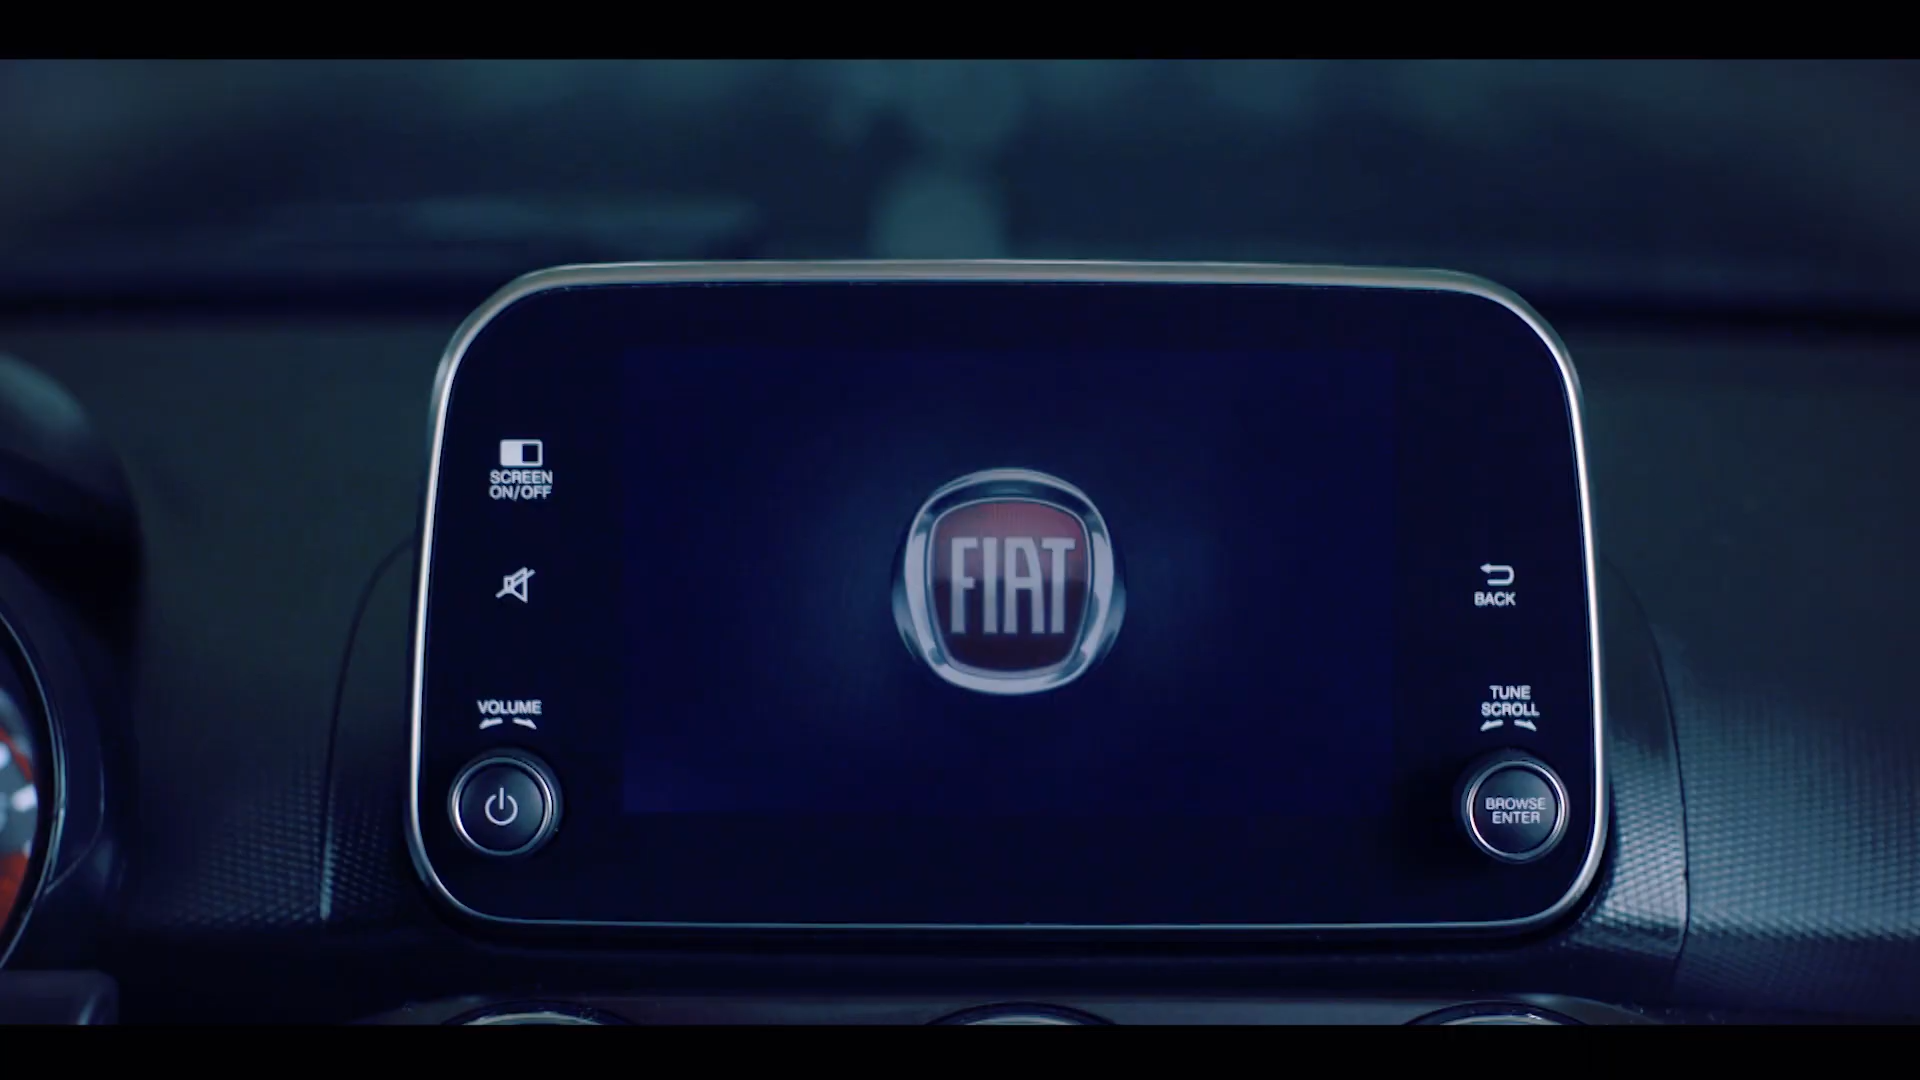 SCREEN
ON/OFF
FIAT
BACK
VOLUME
TUNE
SCROLL
BROWSE
ENTER